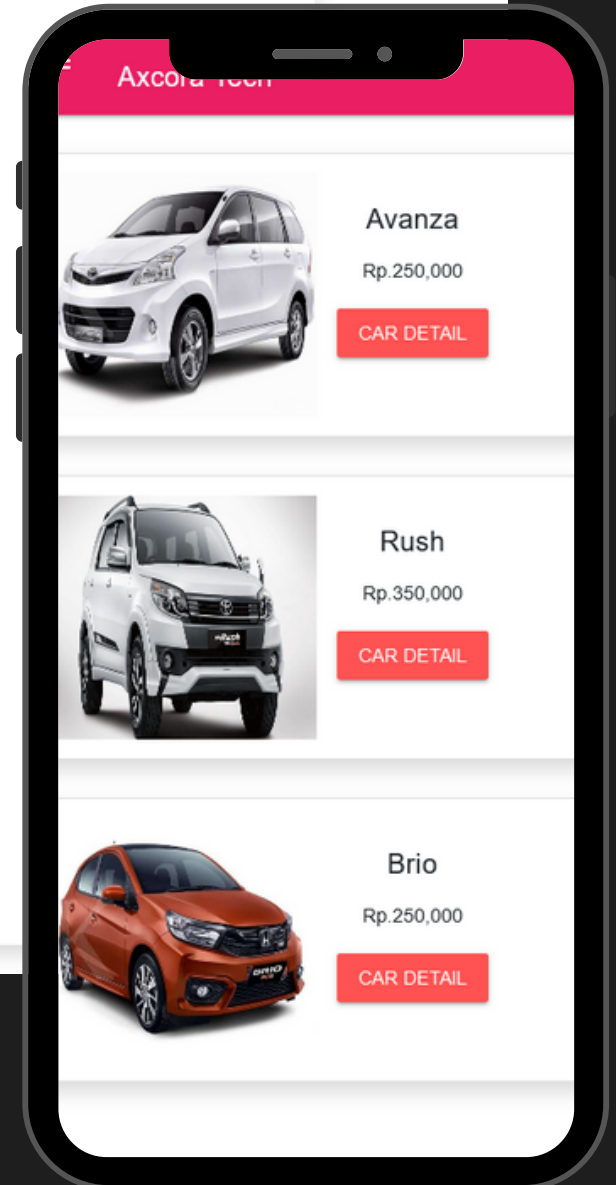 Axcora Tech
Avanza
Rp.250,000
CAR DETAIL
Rush
Rp.350,000
CAR DETAIL
Brio
Rp.250,000
CAR DETAIL
BRIO